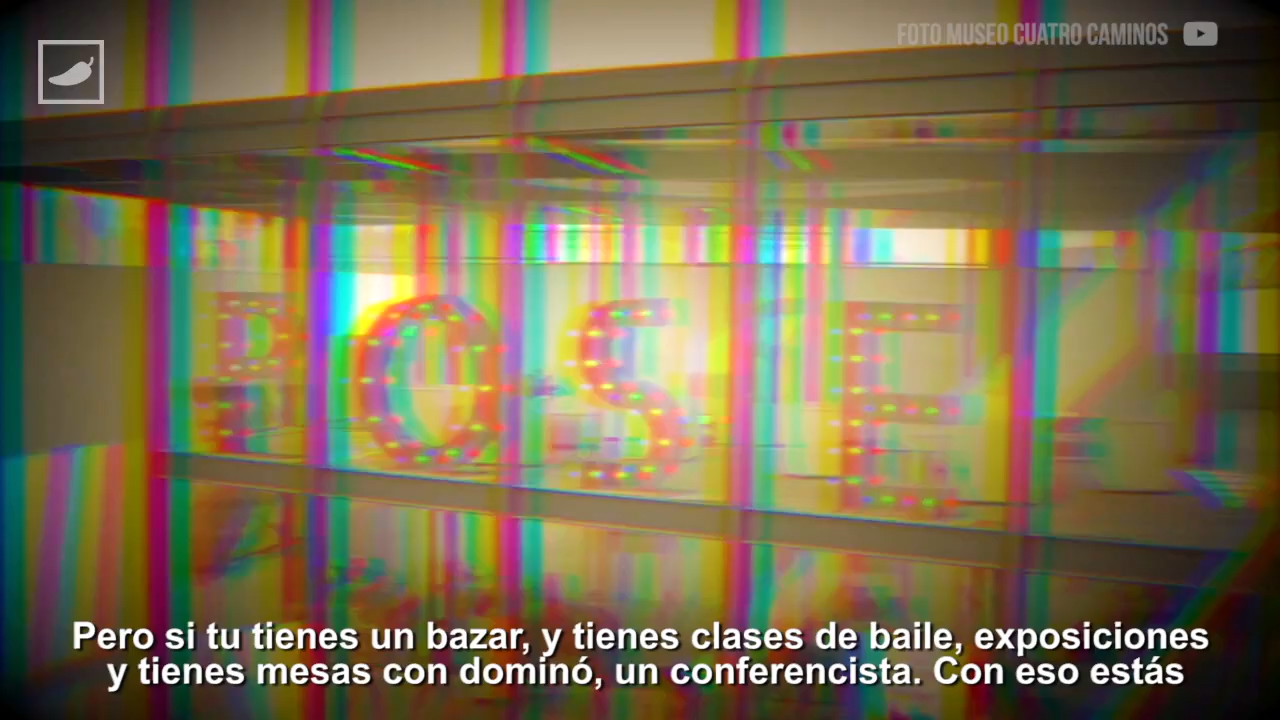 FOTO MUSEO CUATRO CAMINOS
POSE
Pero si tu tienes un bazar, y tienes clases de baile, exposiciones
y tienes mesas con dominó, un conferencista. Con eso estás